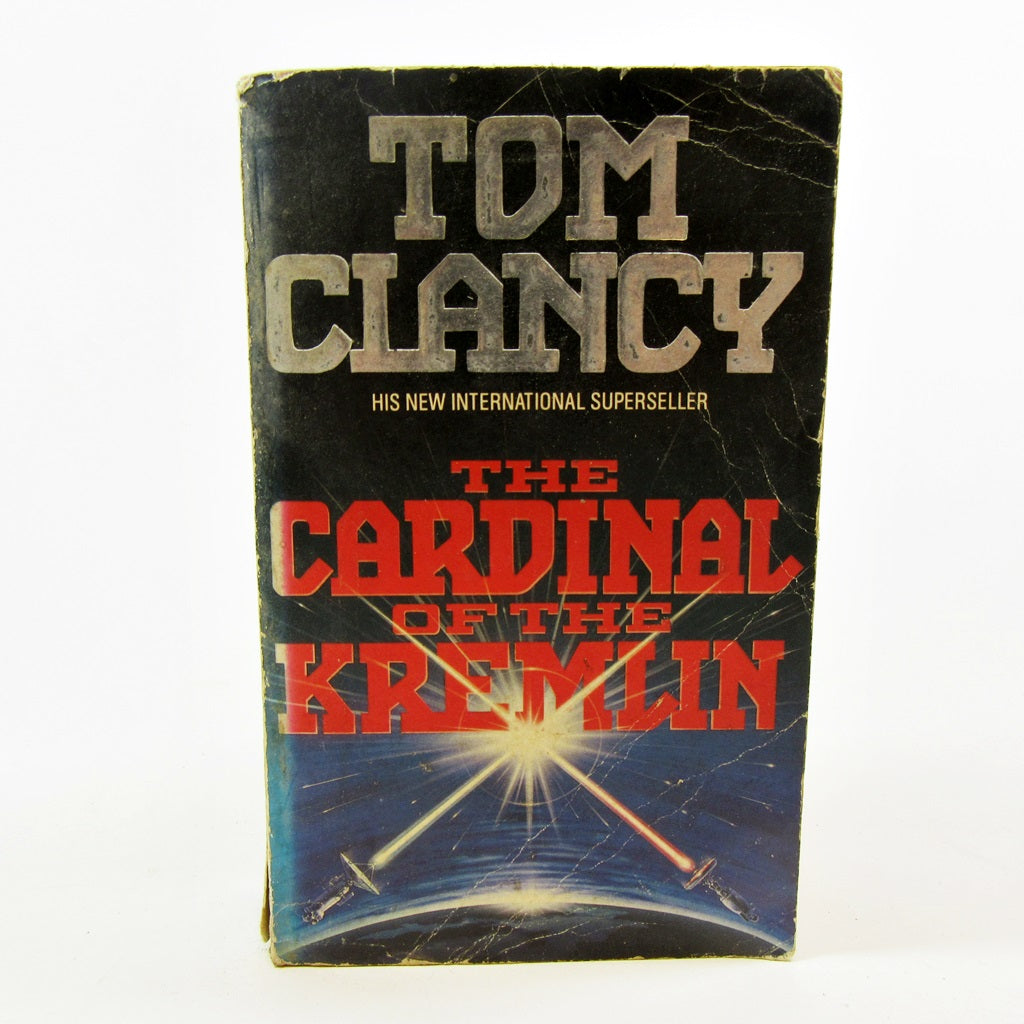 TOM
CLANCY
HIS NEW INTERNATIONAL SUPERSELLER
THE
CARDINAL
OF THE
KREMLIN